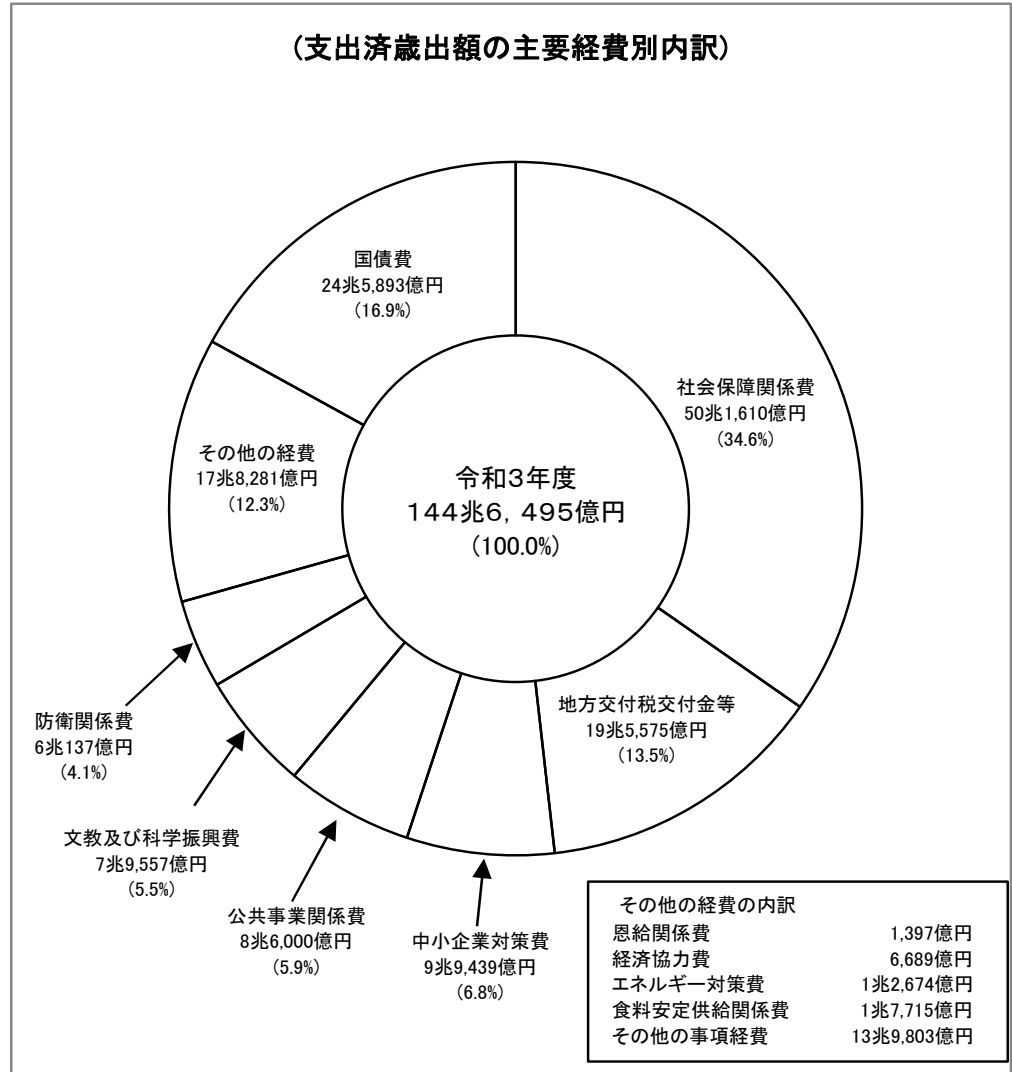 (支出済歳出額の主要経費別内訳)
国債費
24兆5,893億円
(16.9%)
社会保障関係費
50兆1,610億円
(34.6%)
その他の経費
17兆8,281億円
(12.3%)
令和3年度
144兆6,495億円
(100.0%)
地方交付税交付金等
19兆5,575億円
(13.5%)
防衛関係費
6兆137億円
(4.1%)
文教及び科学振興費
7兆9,557億円
(5.5%)
公共事業関係費
8兆6,000億円
(5.9%)
中小企業対策費
9兆9,439億円
(6.8%)
その他の経費の内訳
恩給関係費 1,397億円
経済協力費 6,689億円
エネルギー対策費 1兆2,674億円
食料安定供給関係費 1兆7,715億円
その他の事項経費 13兆9,803億円